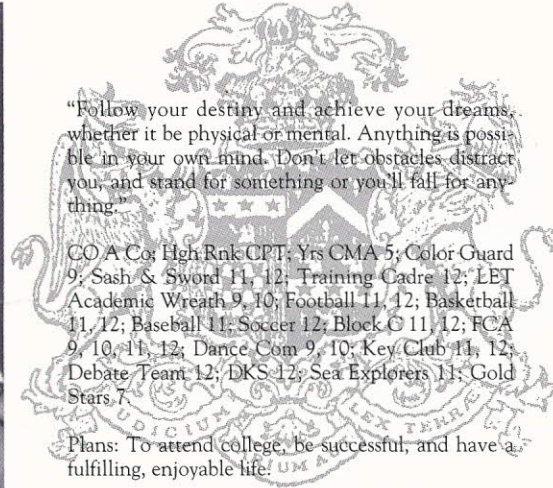 “Follow your destiny and achieve your dreams,
whether it be physical or mental. Anything is possi-
ble in your own mind. Don't let obstacles distract
you, and stand for something or you'll fall for any-
thing.”
CO A Co; Hgh Rnk CPT; Yrs CMA 5; Color Guard
9; Sash & Sword 11, 12; Training Cadre 12; LET
Academic Wreath 9, 10; Football 11, 12; Basketball
11, 12; Baseball 11; Soccer 12; Block C 11, 12; FCA
9, 10, 11, 12; Dance Com 9, 10; Key Club 11, 12;
Debate Team 12; DKS 12; Sea Explorers 11; Gold
Stars 7.
UDICIUM
LEX TERRÆ
Plans: To attend college, be successful, and have a
fulfilling, enjoyable life.